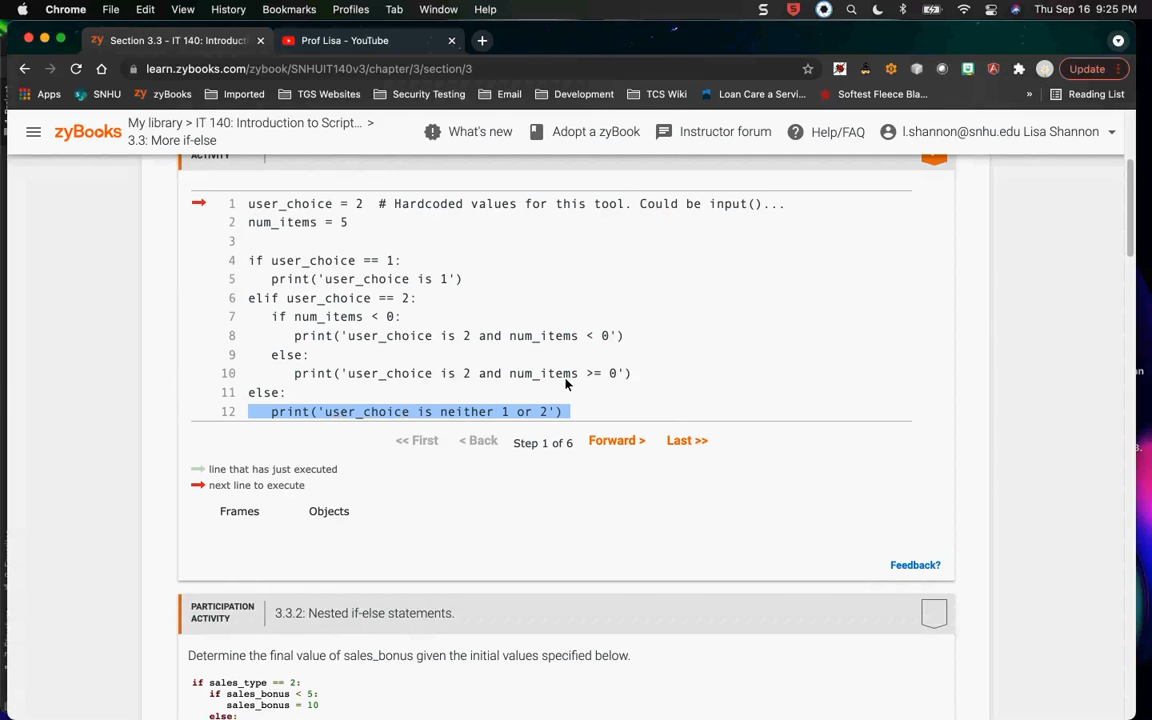 Chrome File Edit View History Bookmarks Profiles Tab Window Help Thu Sep 16 9:25 PM
zy Section 3.3 - IT 140: Introducti Prof Lisa - YouTube
learn.zybooks.com/zybook/SNHUIT140v3/chapter/3/section/3 Update
Apps SNHU zyBooks Imported TGS Websites Security Testing Email Development TCS Wiki Loan Care a Servi... Softest Fleece Bla... » Reading List
zyBooks My library > IT 140: Introduction to Script... > What's new Adopt a zyBook Instructor forum Help/FAQ l.shannon@snhu.edu Lisa Shannon
3.3: More if-else
ACTIVITY
1 user_choice = 2 # Hardcoded values for this tool. Could be input()...
2 num_items = 5
3
4 if user_choice == 1:
5 print('user_choice is 1')
6 elif user_choice == 2:
7 if num_items < 0:
8 print('user_choice is 2 and num_items < 0')
9 else:
10 print('user_choice is 2 and num_items >= 0')
11 else:
12 print('user_choice is neither 1 or 2')
<< First < Back Step 1 of 6 Forward > Last >>
line that has just executed
next line to execute
Frames Objects
Feedback?
PARTICIPATION ACTIVITY 3.3.2: Nested if-else statements.
Determine the final value of sales_bonus given the initial values specified below.
if sales_type == 2:
if sales_bonus < 5:
sales_bonus = 10
else: